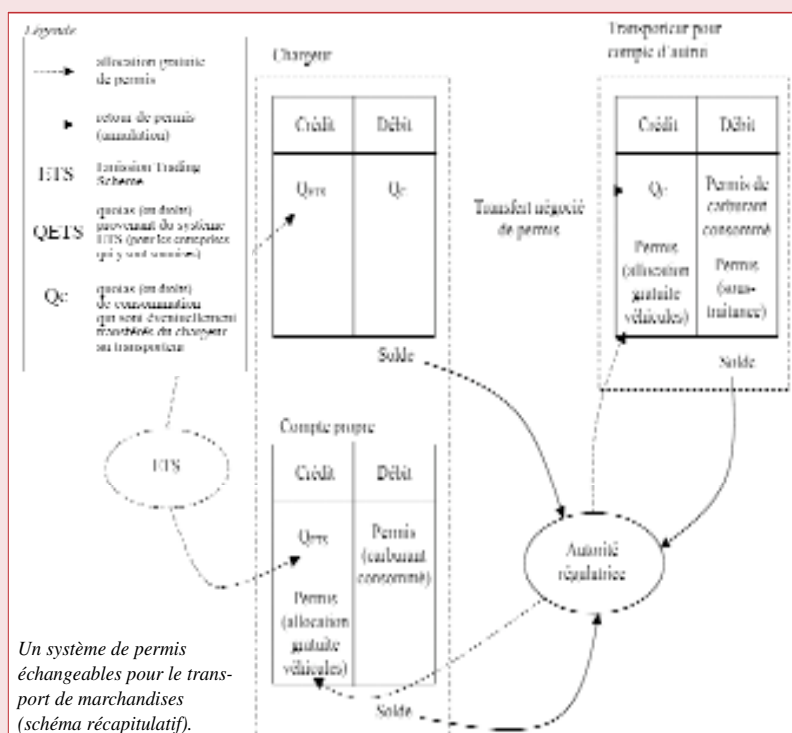 Légende
allocation gratuite
de permis
retour de permis
(annulation)
ETS
Emission Trading
Scheme
QETS
quotas (ou droits)
provenant du système
ETS (pour les entreprises
qui y sont soumises)
Qc
quotas (ou droits)
de consommation
qui sont éventuellement
transférés du chargeur
au transporteur
ETS
Chargeur
Crédit Débit
QETS Qc
Solde
Compte propre
Crédit Débit
QETS
Permis
(allocation
gratuite
véhicules)
Permis
(carburant
consommé)
Solde
Transfert négocié
de permis
Transporteur pour
compte d'autrui
Crédit Débit
Qc
Permis
(allocation
gratuite
véhicules)
Permis de
carburant
consommé
Permis
(sous-
traitance)
Solde
Autorité
régulatrice
Un système de permis
échangeables pour le trans-
port de marchandises
(schéma récapitulatif).